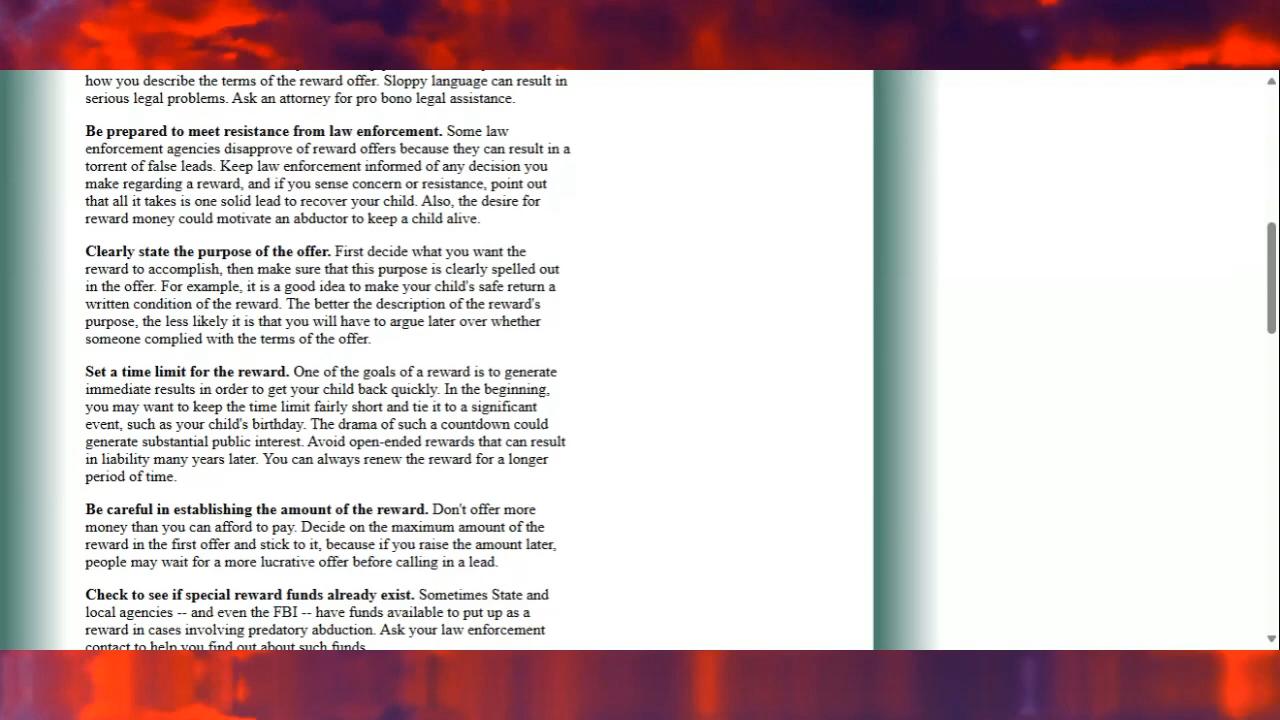 how you describe the terms of the reward offer. Sloppy language can result in
serious legal problems. Ask an attorney for pro bono legal assistance.
Be prepared to meet resistance from law enforcement. Some law
enforcement agencies disapprove of reward offers because they can result in a
torrent of false leads. Keep law enforcement informed of any decision you
make regarding a reward, and if you sense concern or resistance, point out
that all it takes is one solid lead to recover your child. Also, the desire for
reward money could motivate an abductor to keep a child alive.
Clearly state the purpose of the offer. First decide what you want the
reward to accomplish, then make sure that this purpose is clearly spelled out
in the offer. For example, it is a good idea to make your child's safe return a
written condition of the reward. The better the description of the reward's
purpose, the less likely it is that you will have to argue later over whether
someone complied with the terms of the offer.
Set a time limit for the reward. One of the goals of a reward is to generate
immediate results in order to get your child back quickly. In the beginning,
you may want to keep the time limit fairly short and tie it to a significant
event, such as your child's birthday. The drama of such a countdown could
generate substantial public interest. Avoid open-ended rewards that can result
in liability many years later. You can always renew the reward for a longer
period of time.
Be careful in establishing the amount of the reward. Don't offer more
money than you can afford to pay. Decide on the maximum amount of the
reward in the first offer and stick to it, because if you raise the amount later,
people may wait for a more lucrative offer before calling in a lead.
Check to see if special reward funds already exist. Sometimes State and
local agencies -- and even the FBI -- have funds available to put up as a
reward in cases involving predatory abduction. Ask your law enforcement
contact to help you find out about such funds.